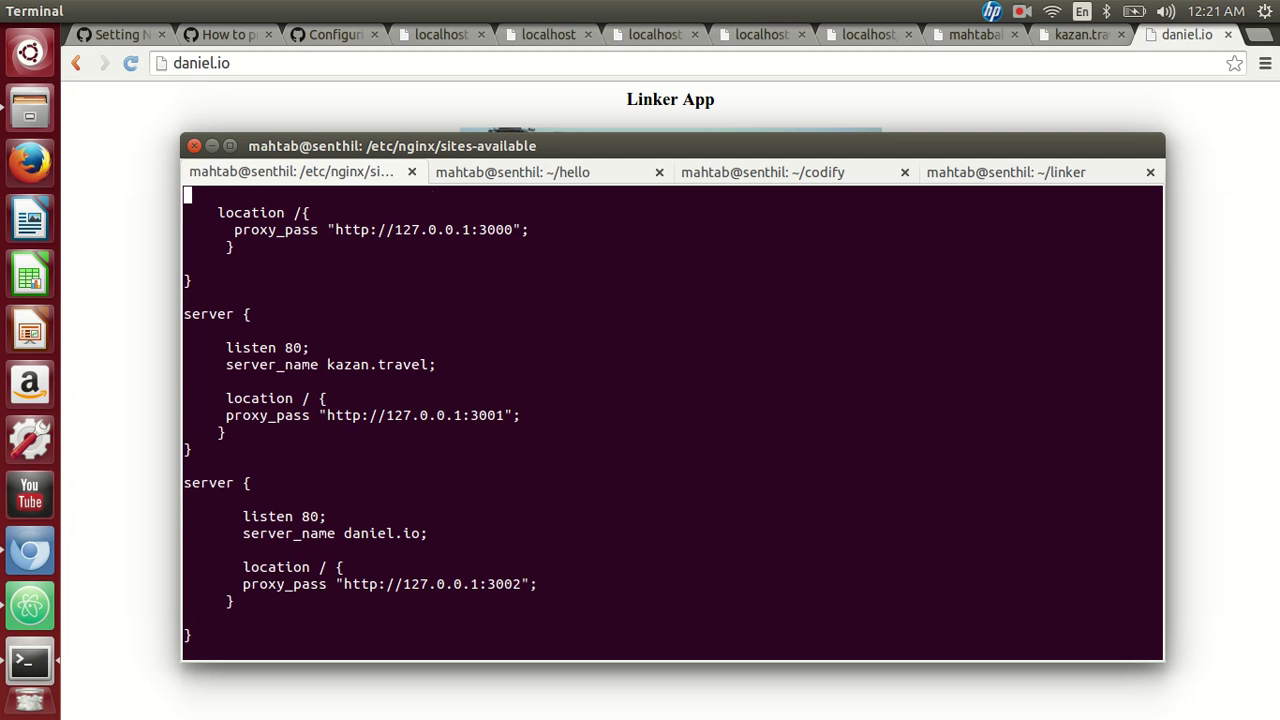 Terminal
hp
En
12:21 AM
Setting N
How to p
Configuri
localhost
localhost
localhost
localhost
localhost
mahtabal
kazan.tra
daniel.io
daniel.io
Linker App
mahtab@senthil: /etc/nginx/sites-available
mahtab@senthil: /etc/nginx/si...
mahtab@senthil: ~/hello
mahtab@senthil: ~/codify
mahtab@senthil: ~/linker
location /{
proxy_pass "http://127.0.0.1:3000";
}
}
server {
listen 80;
server_name kazan.travel;
location / {
proxy_pass "http://127.0.0.1:3001";
}
}
server {
listen 80;
server_name daniel.io;
location / {
proxy_pass "http://127.0.0.1:3002";
}
}
a
You
Tube
>_